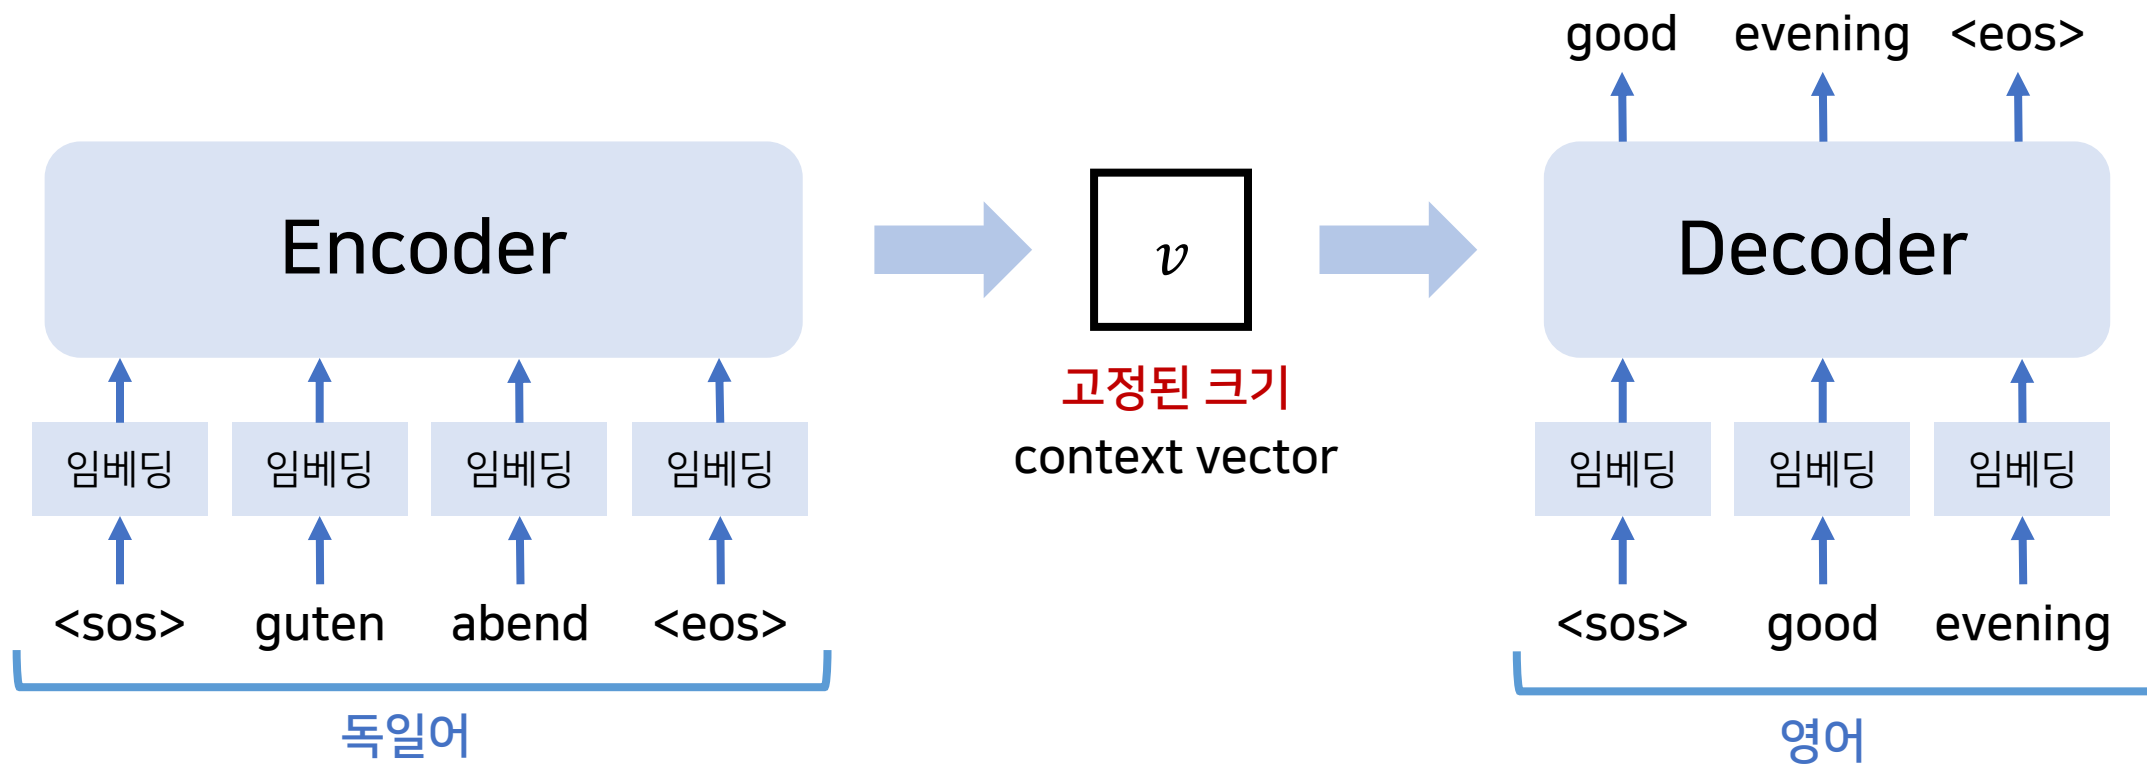 good evening <eos>
Encoder
v
Decoder
고정된 크기
context vector
임베딩 임베딩 임베딩 임베딩
임베딩 임베딩 임베딩
<sos> guten abend <eos>
<sos> good evening
독일어
영어